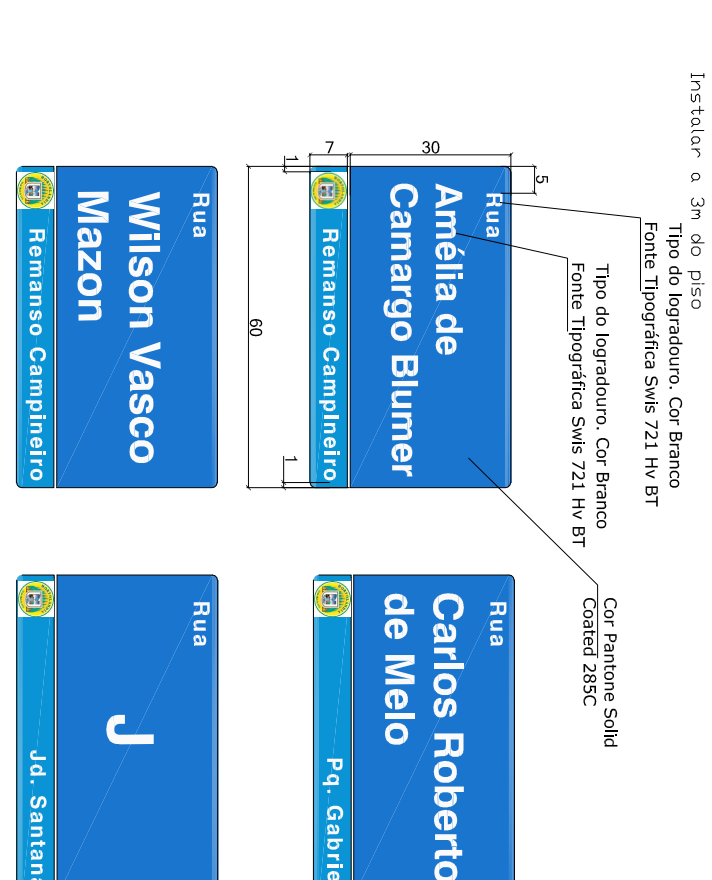 Instalar a 3m do piso
Tipo do logradouro. Cor Branco
Fonte Tipográfica Swis 721 Hv BT
Tipo do logradouro. Cor Branco
Fonte Tipográfica Swis 721 Hv BT
Cor Pantone Solid
Coated 285C
5
30
7
1
1
60
Rua
Amélia de
Camargo Blumer
Remanso CampIneiro
Rua
Carlos Roberto
de Melo
Pq. Gabrie
Rua
Wilson Vasco
Mazon
Remanso Campineiro
Rua
J
Jd. Santana